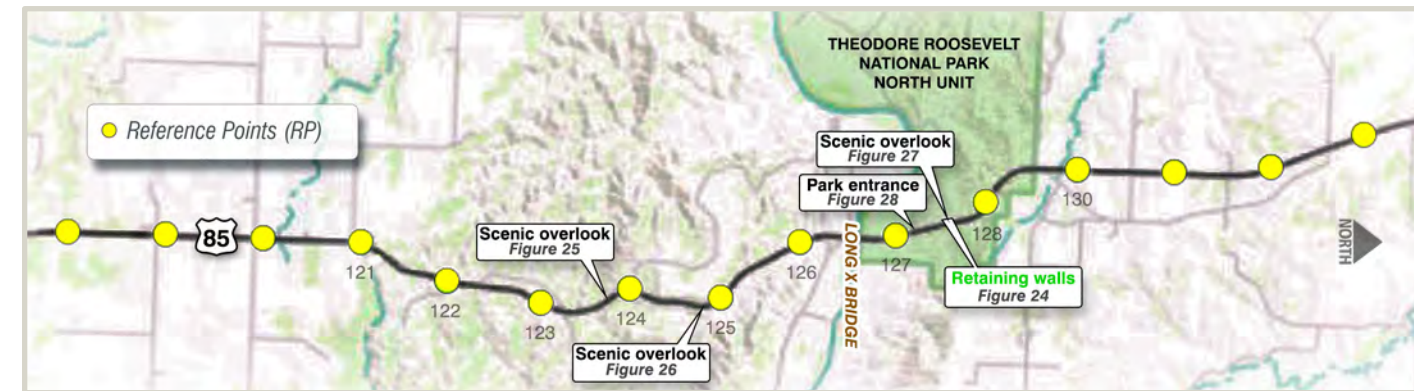 THEODORE ROOSEVELT
NATIONAL PARK
NORTH UNIT
Reference Points (RP)
Scenic overlook
Figure 27
Park entrance
Figure 28
85
Scenic overlook
Figure 25
121
122
123
124
125
126
127
128
130
LONG X BRIDGE
Retaining walls
Figure 24
Scenic overlook
Figure 26
NORTH